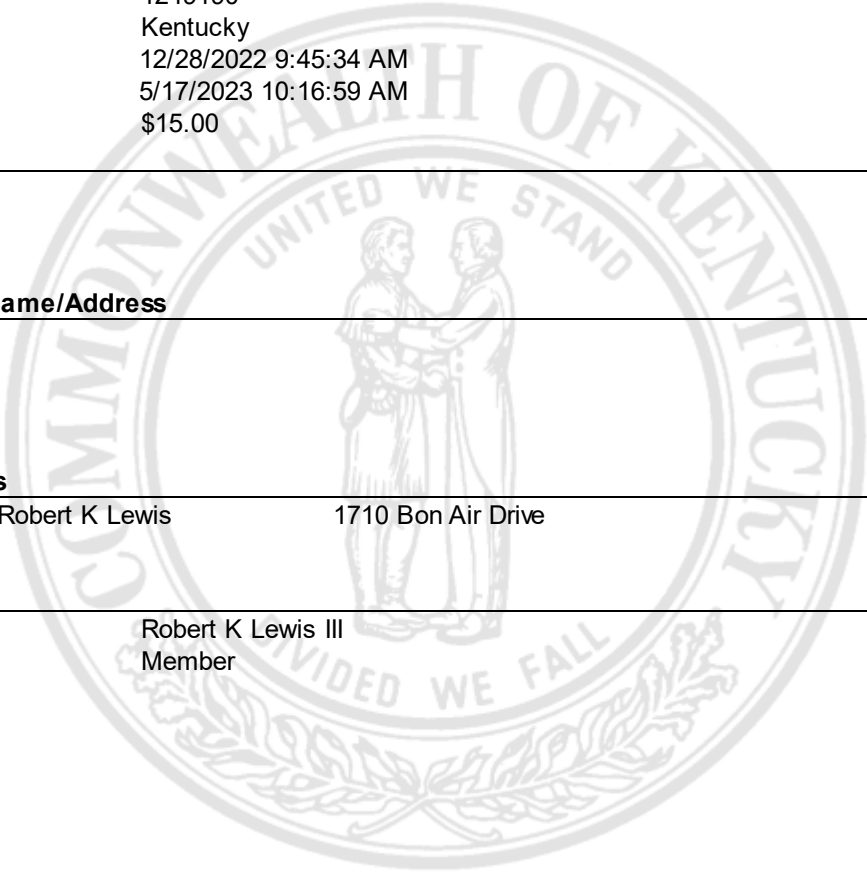 Kentucky
12/28/2022 9:45:34 AM
5/17/2023 10:16:59 AM
$15.00
COMMONWEALTH OF KENTUCKY
UNITED WE STAND
ame/Address
s
Robert K Lewis 1710 Bon Air Drive
Robert K Lewis III
Member
DIVIDED WE FALL